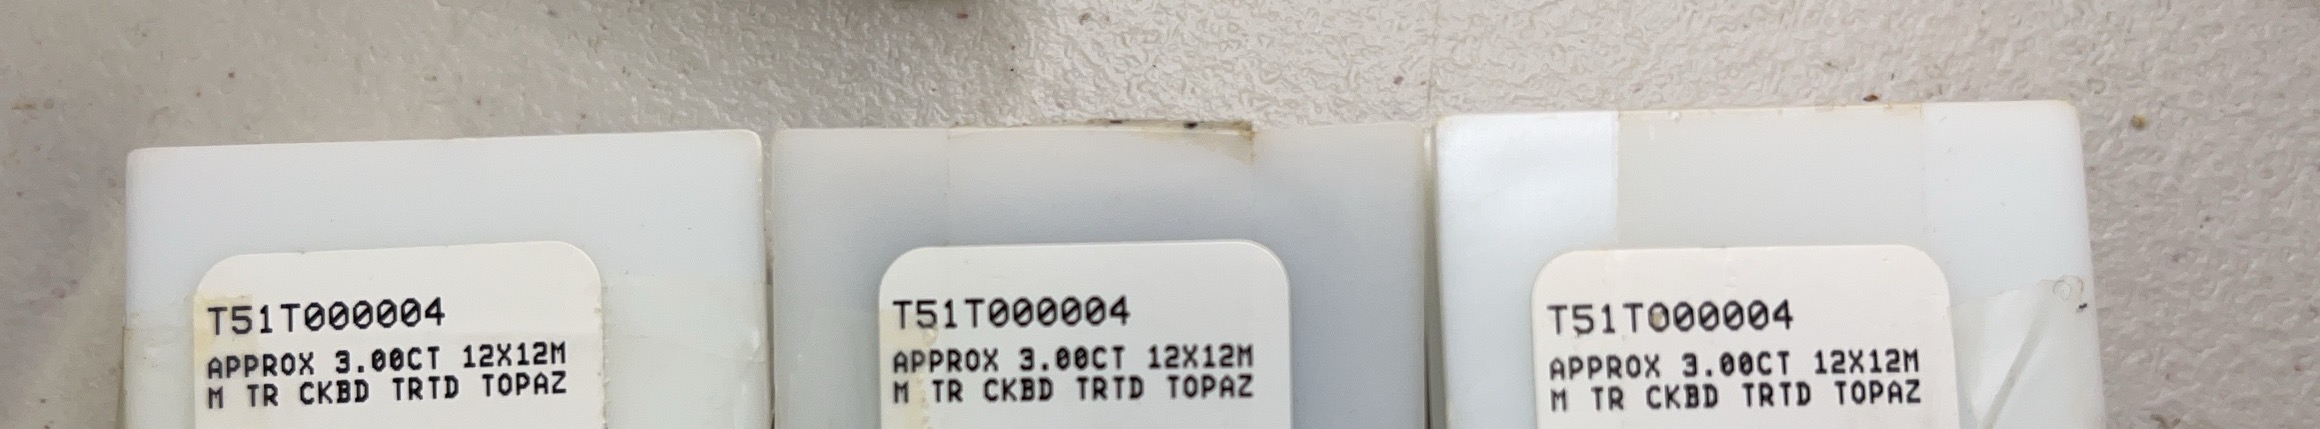 T51T000004
APPROX 3.00CT 12X12M
M TR CKBD TRTD TOPAZ
T51T000004
APPROX 3.00CT 12X12M
M TR CKBD TRTD TOPAZ
T51T000004
APPROX 3.00CT 12X12M
M TR CKBD TRTD TOPAZ